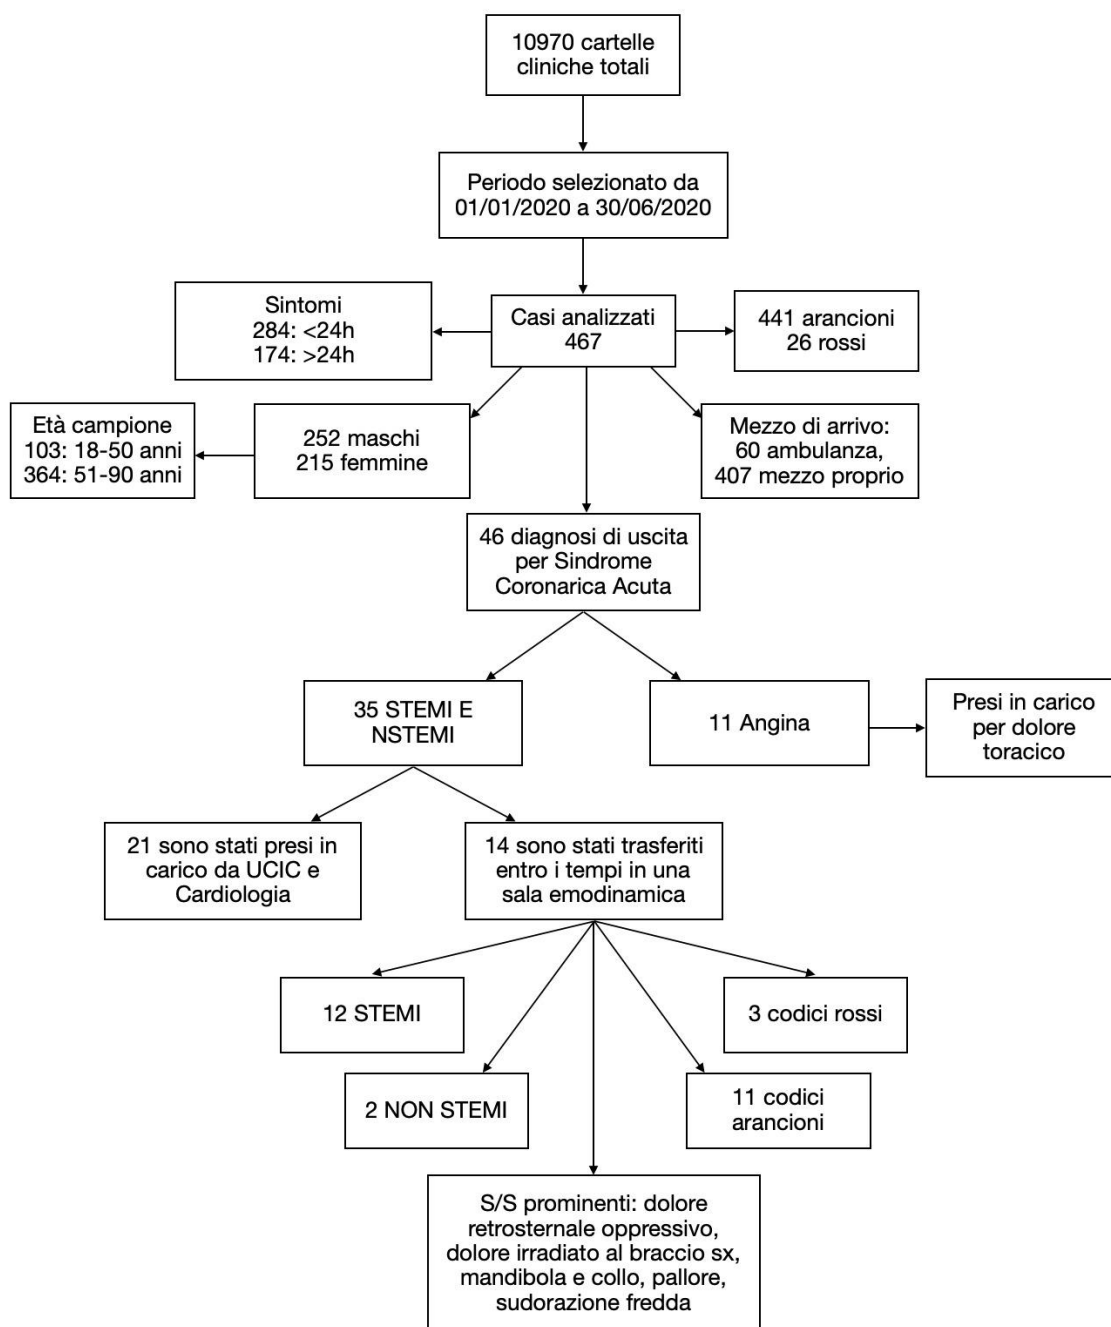 10970 cartelle
cliniche totali
Periodo selezionato da
01/01/2020 a 30/06/2020
Sintomi
284: <24h
174: >24h
Casi analizzati
467
441 arancioni
26 rossi
Età campione
103: 18-50 anni
364: 51-90 anni
252 maschi
215 femmine
Mezzo di arrivo:
60 ambulanza,
407 mezzo proprio
46 diagnosi di uscita
per Sindrome
Coronarica Acuta
35 STEMI E
NSTEMI
11 Angina
Presi in carico
per dolore
toracico
21 sono stati presi in
carico da UCIC e
Cardiologia
14 sono stati trasferiti
entro i tempi in una
sala emodinamica
12 STEMI
3 codici rossi
2 NON STEMI
11 codici
arancioni
S/S prominenti: dolore
retrosternale oppressivo,
dolore irradiato al braccio sx,
mandibola e collo, pallore,
sudorazione fredda